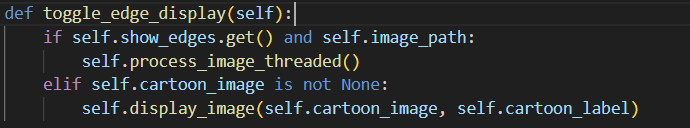 def toggle_edge_display(self):
    if self.show_edges.get() and self.image_path:
        self.process_image_threaded()
    elif self.cartoon_image is not None:
        self.display_image(self.cartoon_image, self.cartoon_label)